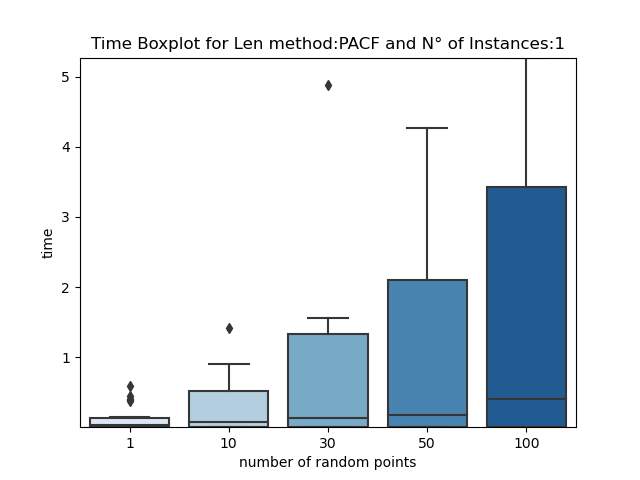 Time Boxplot for Len method:PACF and N° of Instances:1
5
4
3
2
1
time
1 10 30 50 100
number of random points